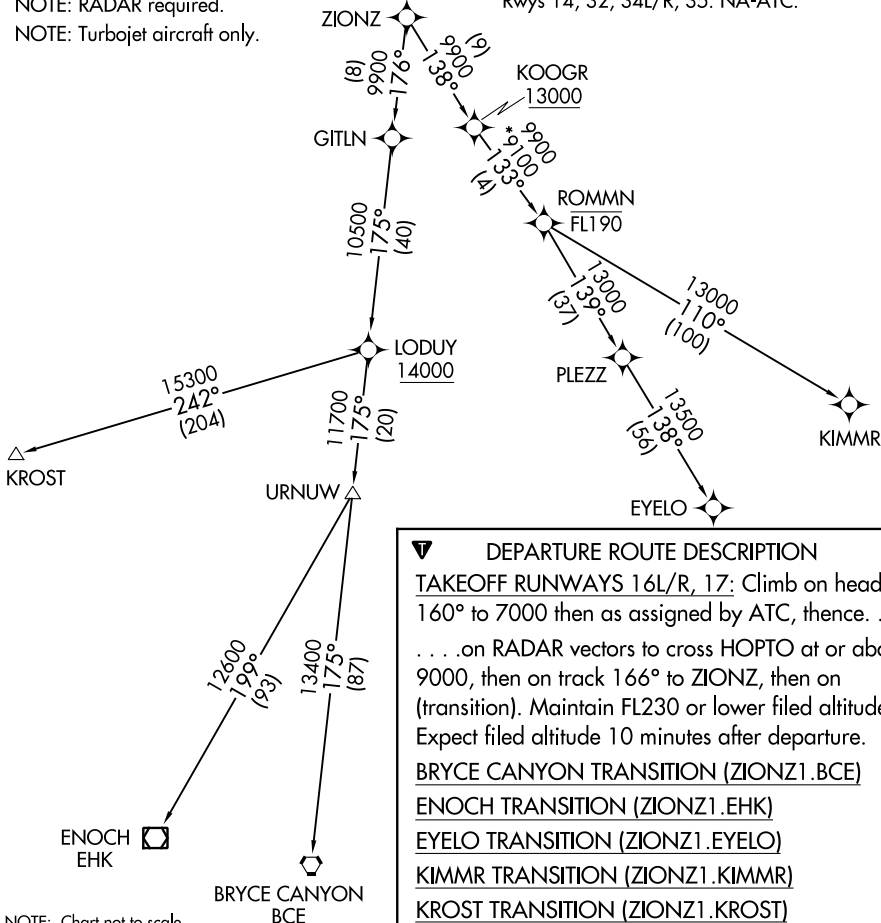 NOTE: RADAR required.
NOTE: Turbojet aircraft only.
Rwys 14, 32, 34L/R, 35: NA-ATC.
ZIONZ
(8)
9900
176°
(9)
9900
138°
KOOGR
13000
GITLN
9900
*9100
133°
(4)
ROMMN
FL190
10500
175°
(40)
13000
139°
(37)
13000
110°
(100)
LODUY
14000
PLEZZ
15300
242°
(204)
11700
175°
(20)
13500
138°
(56)
KIMMR
KROST
URNUW
EYELO
12600
199°
(93)
13400
175°
(87)
ENOCH
EHK
BRYCE CANYON
BCE
NOTE: Chart not to scale
T DEPARTURE ROUTE DESCRIPTION
TAKEOFF RUNWAYS 16L/R, 17: Climb on head
160° to 7000 then as assigned by ATC, thence. .
. . . .on RADAR vectors to cross HOPTO at or abo
9000, then on track 166° to ZIONZ, then on
(transition). Maintain FL230 or lower filed altitude
Expect filed altitude 10 minutes after departure.
BRYCE CANYON TRANSITION (ZIONZ1.BCE)
ENOCH TRANSITION (ZIONZ1.EHK)
EYELO TRANSITION (ZIONZ1.EYELO)
KIMMR TRANSITION (ZIONZ1.KIMMR)
KROST TRANSITION (ZIONZ1.KROST)